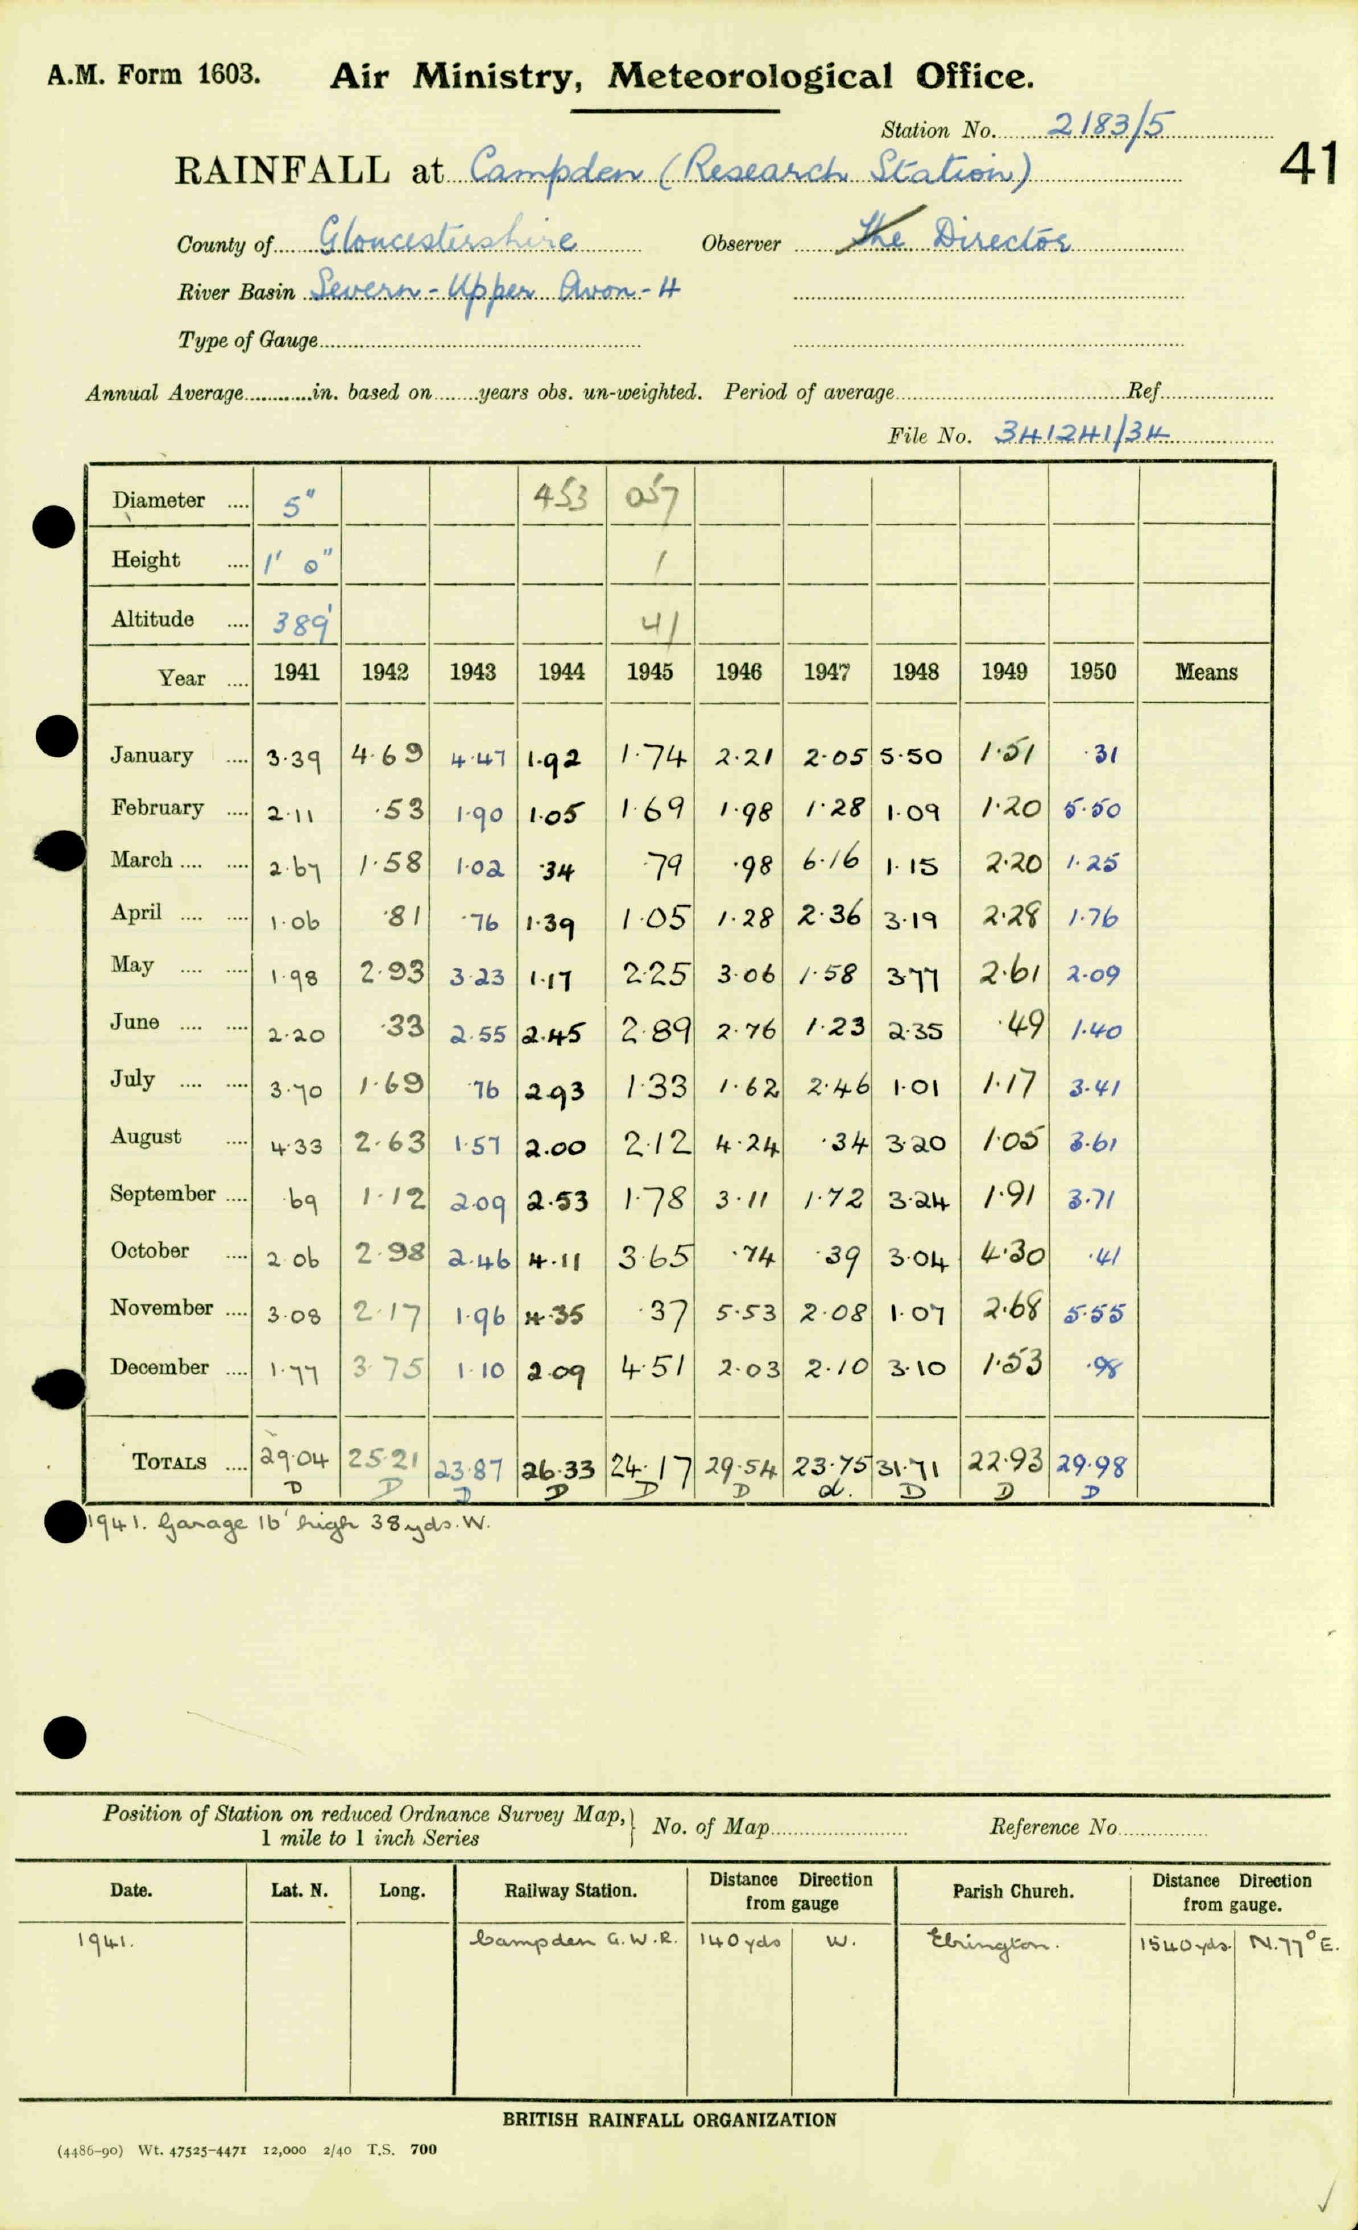 A.M. Form 1603. Air Ministry, Meteorological Office.
Station No. 2183/5
41
RAINFALL at Campden (Research Station)
County of Gloucestershire Observer The Director
River Basin Severn - Upper Avon - H
Type of Gauge
Annual Average in. based on years obs. un-weighted. Period of average Ref
File No. 341241/34
Diameter 5" 453 057
Height 1' 0" 1
Altitude 389' 41
Year 1941 1942 1943 1944 1945 1946 1947 1948 1949 1950 Means
January 3·39 4·69 4·47 1·92 1·74 2·21 2·05 5·50 1·51 ·31
February 2·11 ·53 1·90 1·05 1·69 1·98 1·28 1·09 1·20 5·50
March 2·67 1·58 1·02 ·34 ·79 ·98 6·16 1·15 2·20 1·25
April 1·06 ·81 ·76 1·39 1·05 1·28 2·36 3·19 2·28 1·76
May 1·98 2·93 3·23 1·17 2·25 3·06 1·58 3·77 2·61 2·09
June 2·20 ·33 2·55 2·45 2·89 2·76 1·23 2·35 ·49 1·40
July 3·70 1·69 ·76 2·93 1·33 1·62 2·46 1·01 1·17 3·41
August 4·33 2·63 1·57 2·00 2·12 4·24 ·34 3·20 1·05 3·61
September ·69 1·12 2·09 2·53 1·78 3·11 1·72 3·24 1·91 3·71
October 2·06 2·98 2·46 4·11 3·65 ·74 ·39 3·04 4·30 ·41
November 3·08 2·17 1·96 4·35 ·37 5·53 2·08 1·07 2·68 5·55
December 1·77 3·75 1·10 2·09 4·51 2·03 2·10 3·10 1·53 ·98
TOTALS 29·04 25·21 23·87 26·33 24·17 29·54 23·75 31·71 22·93 29·98
D D D D D D d. D D D
1941. Garage 16' high 38 yds. W.
Position of Station on reduced Ordnance Survey Map, No. of Map Reference No
1 mile to 1 inch Series
Date. Lat. N. Long. Railway Station. Distance Direction from gauge Parish Church. Distance Direction from gauge.
1941. Campden G.W.R. 140 yds W. Ebrington. 1540 yds. N.77°E.
BRITISH RAINFALL ORGANIZATION
(4486-90) Wt. 47525-4471 12,000 2/40 T.S. 700